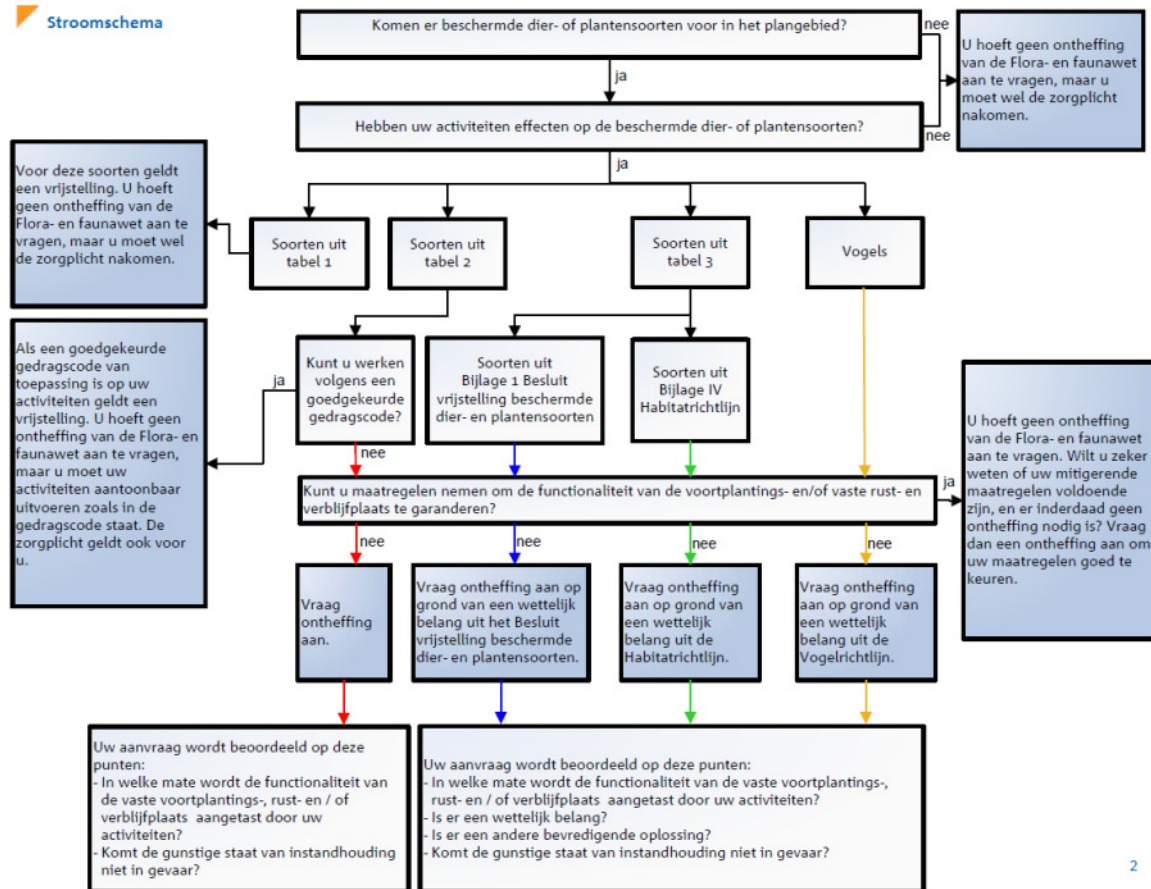 Stroomschema
Komen er beschermde dier- of plantensoorten voor in het plangebied?
nee
U hoeft geen ontheffing
van de Flora- en faunawet
aan te vragen, maar u
moet wel de zorgplicht
nakomen.
ja
Hebben uw activiteiten effecten op de beschermde dier- of plantensoorten?
nee
ja
Voor deze soorten geldt
een vrijstelling. U hoeft
geen ontheffing van de
Flora- en faunawet aan te
vragen, maar u moet wel
de zorgplicht nakomen.
Soorten uit
tabel 1
Soorten uit
tabel 2
Soorten uit
tabel 3
Vogels
Als een goedgekeurde
gedragscode van
toepassing is op uw
activiteiten geldt een
vrijstelling. U hoeft geen
ontheffing van de Flora- en
faunawet aan te vragen,
maar u moet uw
activiteiten aantoonbaar
uitvoeren zoals in de
gedragscode staat. De
zorgplicht geldt ook voor
u.
ja
Kunt u werken
volgens een
goedgekeurde
gedragscode?
Soorten uit
Bijlage 1 Besluit
vrijstelling beschermde
dier- en plantensoorten
Soorten uit
Bijlage IV
Habitatrichtlijn
nee
Kunt u maatregelen nemen om de functionaliteit van de voortplantings- en/of vaste rust- en
verblijfplaats te garanderen?
ja
U hoeft geen ontheffing
van de Flora- en faunawet
aan te vragen. Wilt u zeker
weten of uw mitigerende
maatregelen voldoende
zijn, en er inderdaad geen
ontheffing nodig is? Vraag
dan een ontheffing aan om
uw maatregelen goed te
keuren.
nee
nee
nee
nee
Vraag
ontheffing
aan.
Vraag ontheffing aan op
grond van een wettelijk
belang uit het Besluit
vrijstelling beschermde
dier- en plantensoorten.
Vraag ontheffing
aan op grond van
een wettelijk
belang uit de
Habitatrichtlijn.
Vraag ontheffing
aan op grond van
een wettelijk
belang uit de
Vogelrichtlijn.
Uw aanvraag wordt beoordeeld op deze
punten:
- In welke mate wordt de functionaliteit van
de vaste voortplantings-, rust- en / of
verblijfplaats aangetast door uw
activiteiten?
- Komt de gunstige staat van instandhouding
niet in gevaar?
Uw aanvraag wordt beoordeeld op deze punten:
- In welke mate wordt de functionaliteit van de vaste voortplantings-,
rust- en / of verblijfplaats aangetast door uw activiteiten?
- Is er een wettelijk belang?
- Is er een andere bevredigende oplossing?
- Komt de gunstige staat van instandhouding niet in gevaar?
2